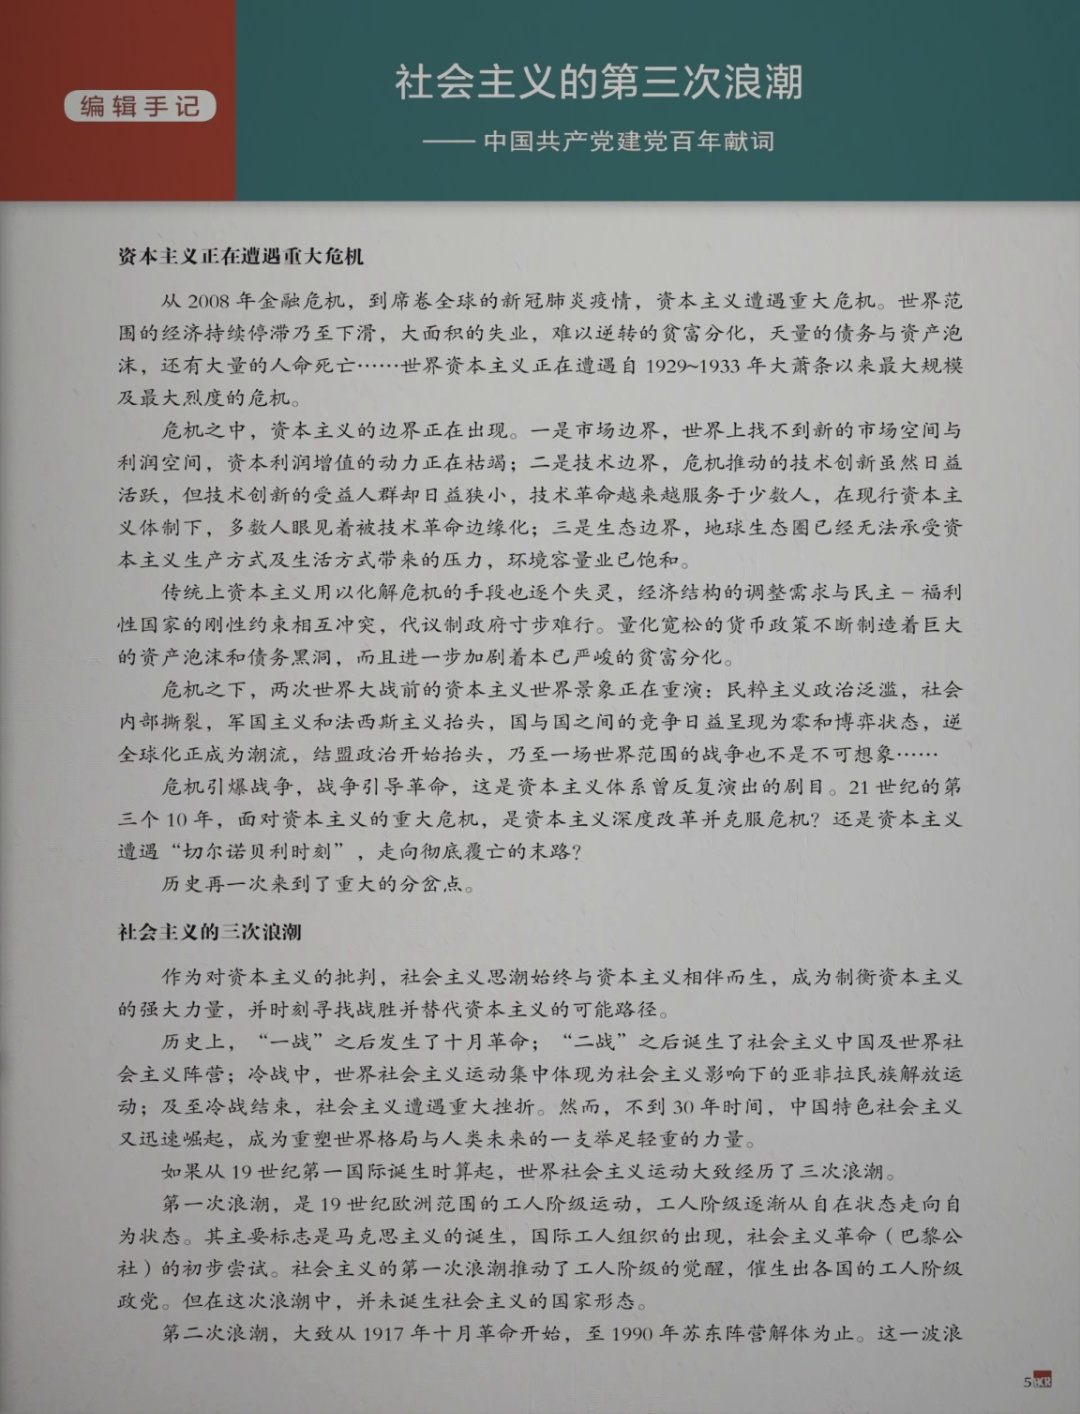 编辑手记
社会主义的第三次浪潮
—— 中国共产党建党百年献词
资本主义正在遭遇重大危机
从 2008 年金融危机，到席卷全球的新冠肺炎疫情，资本主义遭遇重大危机。世界范
围的经济持续停滞乃至下滑，大面积的失业，难以逆转的贫富分化，天量的债务与资产泡
沫，还有大量的人命死亡……世界资本主义正在遭遇自 1929~1933 年大萧条以来最大规模
及最大烈度的危机。
危机之中，资本主义的边界正在出现。一是市场边界，世界上找不到新的市场空间与
利润空间，资本利润增值的动力正在枯竭；二是技术边界，危机推动的技术创新虽然日益
活跃，但技术创新的受益人群却日益狭小，技术革命越来越服务于少数人，在现行资本主
义体制下，多数人眼见着被技术革命边缘化；三是生态边界，地球生态圈已经无法承受资
本主义生产方式及生活方式带来的压力，环境容量业已饱和。
传统上资本主义用以化解危机的手段也逐个失灵，经济结构的调整需求与民主－福利
性国家的刚性约束相互冲突，代议制政府寸步难行。量化宽松的货币政策不断制造着巨大
的资产泡沫和债务黑洞，而且进一步加剧着本已严峻的贫富分化。
危机之下，两次世界大战前的资本主义世界景象正在重演：民粹主义政治泛滥，社会
内部撕裂，军国主义和法西斯主义抬头，国与国之间的竞争日益呈现为零和博弈状态，逆
全球化正成为潮流，结盟政治开始抬头，乃至一场世界范围的战争也不是不可想象……
危机引爆战争，战争引导革命，这是资本主义体系曾反复演出的剧目。21 世纪的第
三个 10 年，面对资本主义的重大危机，是资本主义深度改革并克服危机？还是资本主义
遭遇“切尔诺贝利时刻”，走向彻底覆亡的末路？
历史再一次来到了重大的分岔点。
社会主义的三次浪潮
作为对资本主义的批判，社会主义思潮始终与资本主义相伴而生，成为制衡资本主义
的强大力量，并时刻寻找战胜并替代资本主义的可能路径。
历史上，“一战”之后发生了十月革命；“二战”之后诞生了社会主义中国及世界社
会主义阵营；冷战中，世界社会主义运动集中体现为社会主义影响下的亚非拉民族解放运
动；及至冷战结束，社会主义遭遇重大挫折。然而，不到 30 年时间，中国特色社会主义
又迅速崛起，成为重塑世界格局与人类未来的一支举足轻重的力量。
如果从 19 世纪第一国际诞生时算起，世界社会主义运动大致经历了三次浪潮。
第一次浪潮，是 19 世纪欧洲范围的工人阶级运动，工人阶级逐渐从自在状态走向自
为状态。其主要标志是马克思主义的诞生，国际工人组织的出现，社会主义革命（巴黎公
社）的初步尝试。社会主义的第一次浪潮推动了工人阶级的觉醒，催生出各国的工人阶级
政党。但在这次浪潮中，并未诞生社会主义的国家形态。
第二次浪潮，大致从 1917 年十月革命开始，至 1990 年苏东阵营解体为止。这一波浪
5